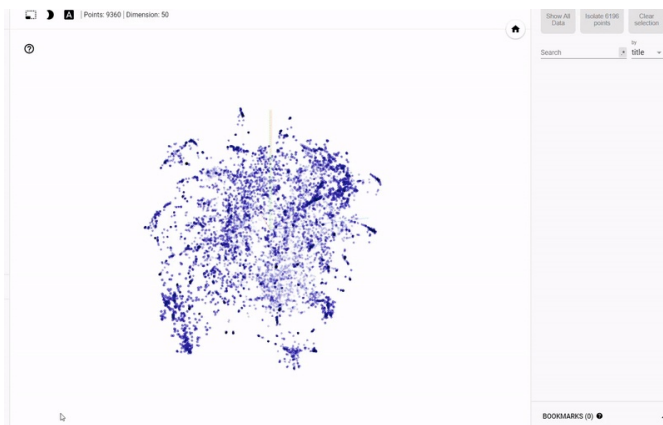 A | Points: 9360 | Dimension: 50
Show All Data
Isolate 6196 points
Clear selection
Search
.*
by
title
BOOKMARKS (0)